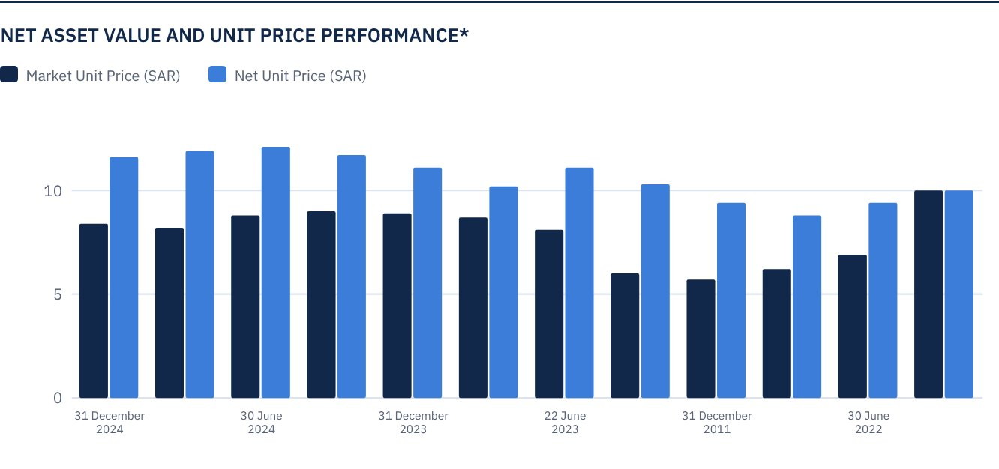 NET ASSET VALUE AND UNIT PRICE PERFORMANCE*
Market Unit Price (SAR) Net Unit Price (SAR)
10
5
0
31 December 30 June 31 December 22 June 31 December 30 June
2024 2024 2023 2023 2011 2022